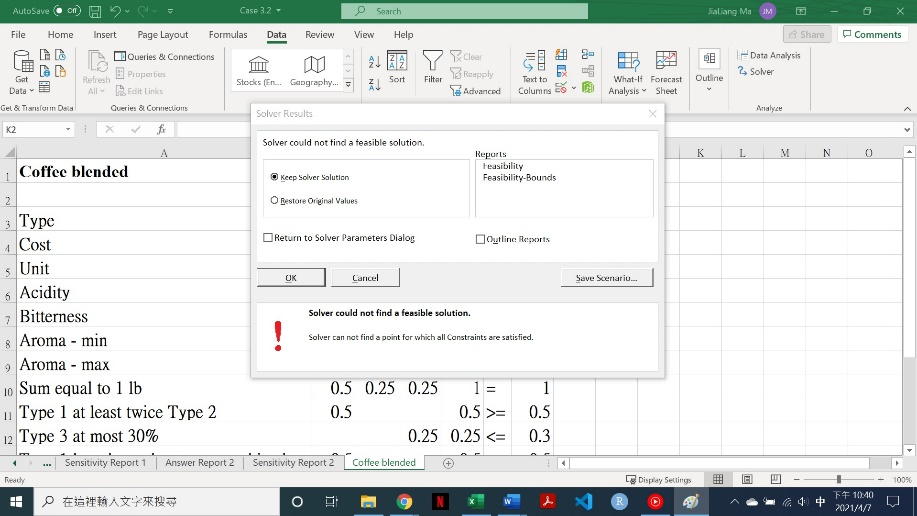 AutoSave Off Case 3.2 Search JiaLiang Ma JM
File Home Insert Page Layout Formulas Data Review View Help Share Comments
Get Data Refresh All Queries & Connections Properties Edit Links Stocks (En... Geography... Sort Filter Clear Reapply Advanced Text to Columns What-If Analysis Forecast Sheet Outline Data Analysis Solver
Get & Transform Data Queries & Connections Analyze
K2 fx
Solver Results
Solver could not find a feasible solution.
Reports
Feasibility
Feasibility-Bounds
Keep Solver Solution
Restore Original Values
Return to Solver Parameters Dialog
Outline Reports
OK Cancel Save Scenario...
Solver could not find a feasible solution.
Solver can not find a point for which all Constraints are satisfied.
A K L M N O
1 Coffee blended
2
3 Type
4 Cost
5 Unit
6 Acidity
7 Bitterness
8 Aroma - min
9 Aroma - max
10 Sum equal to 1 lb 0.5 0.25 0.25 1 = 1
11 Type 1 at least twice Type 2 0.5 0.5 >= 0.5
12 Type 3 at most 30% 0.25 0.25 <= 0.3
... Sensitivity Report 1 Answer Report 2 Sensitivity Report 2 Coffee blended
Ready Display Settings 100%
在這裡輸入文字來搜尋 中 下午 10:40
2021/4/7